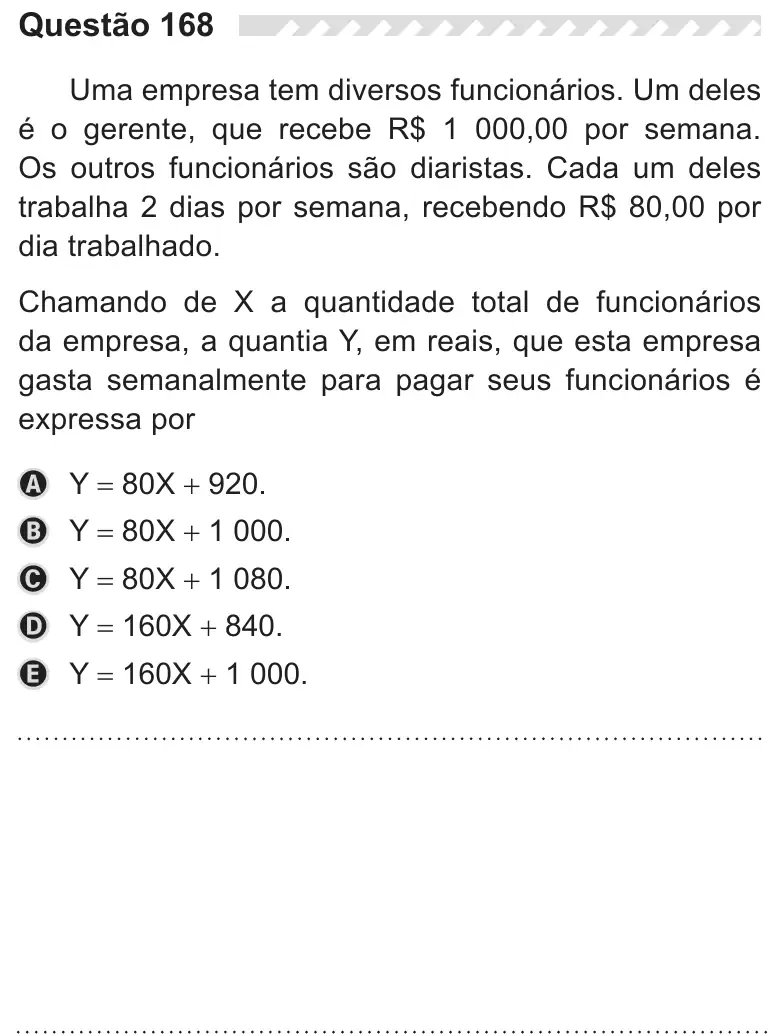 Questão 168
Uma empresa tem diversos funcionários. Um deles
é o gerente, que recebe R$ 1 000,00 por semana.
Os outros funcionários são diaristas. Cada um deles
trabalha 2 dias por semana, recebendo R$ 80,00 por
dia trabalhado.
Chamando de X a quantidade total de funcionários
da empresa, a quantia Y, em reais, que esta empresa
gasta semanalmente para pagar seus funcionários é
expressa por
A Y = 80X + 920.
B Y = 80X + 1 000.
C Y = 80X + 1 080.
D Y = 160X + 840.
E Y = 160X + 1 000.